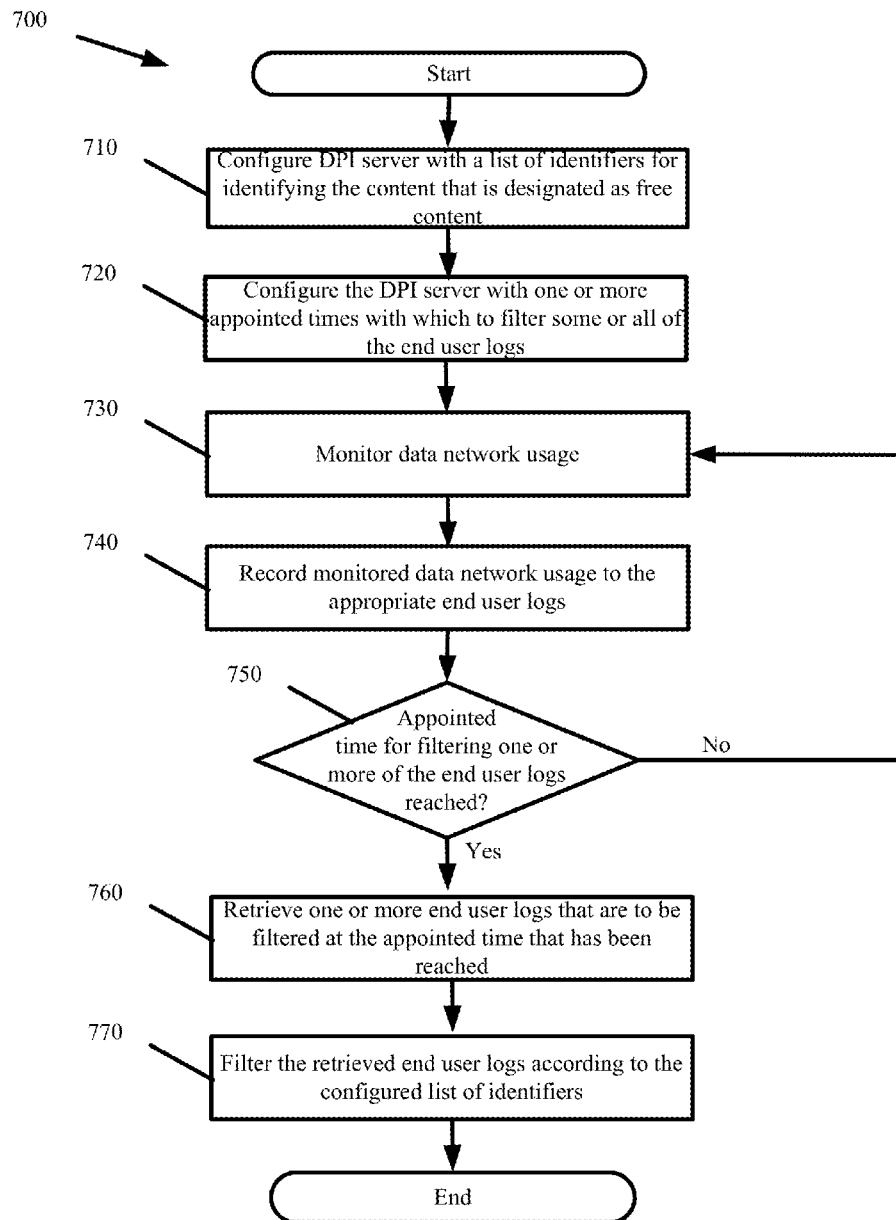 700
Start
710
Configure DPI server with a list of identifiers for
identifying the content that is designated as free
content
720
Configure the DPI server with one or more
appointed times with which to filter some or all of
the end user logs
730
Monitor data network usage
740
Record monitored data network usage to the
appropriate end user logs
750
Appointed
time for filtering one or
more of the end user logs
reached?
No
Yes
760
Retrieve one or more end user logs that are to be
filtered at the appointed time that has been
reached
770
Filter the retrieved end user logs according to the
configured list of identifiers
End